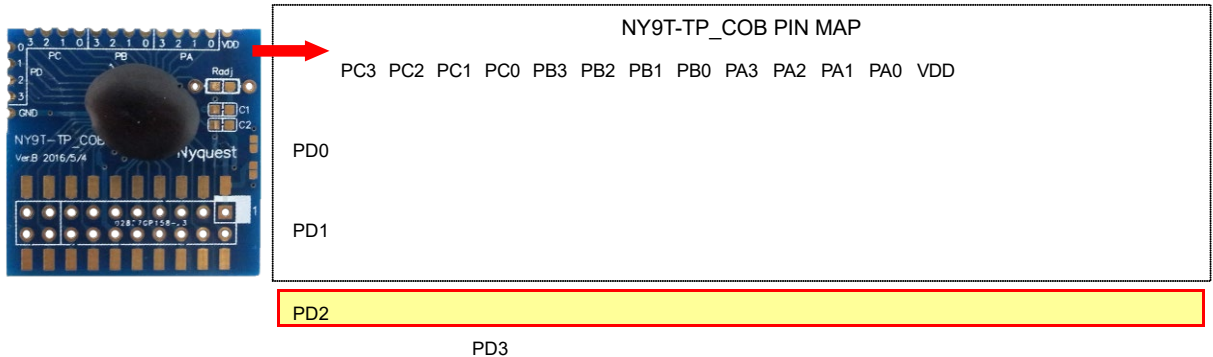 NY9T-TP_COB PIN MAP
3 2 1 0 3 2 1 0 3 2 1 0 VDD
PC PB PA
0
1
PD
2
3
GND
Radj
C1
C2
NY9T-TP_COB
Ver.B 2016/5/4
Nyquest
1
PC3 PC2 PC1 PC0 PB3 PB2 PB1 PB0 PA3 PA2 PA1 PA0 VDD
PD0
PD1
PD2
PD3